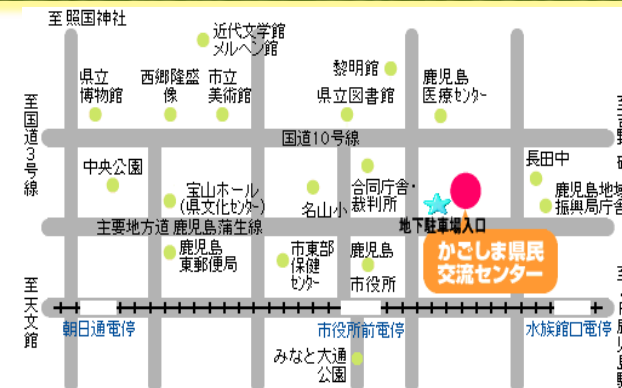 至照国神社
近代文学館
メルヘン館
県立
博物館
西郷隆盛
像
市立
美術館
黎明館
県立図書館
鹿児島
医療センター
至国道3号線
国道10号線
中央公園
宝山ホール
(県文化センター)
名山小
合同庁舎・
裁判所
長田中
鹿児島地域
振興局庁舎
地下駐車場入口
主要地方道 鹿児島蒲生線
かごしま県民
交流センター
鹿児島
東郵便局
市東部
保健
センター
鹿児島
市役所
至天文館
朝日通電停
市役所前電停
水族館口電停
みなと大通
公園